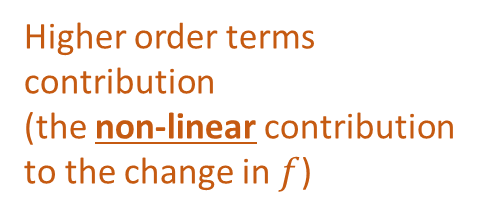 Higher order terms
contribution
(the non-linear contribution
to the change in f)